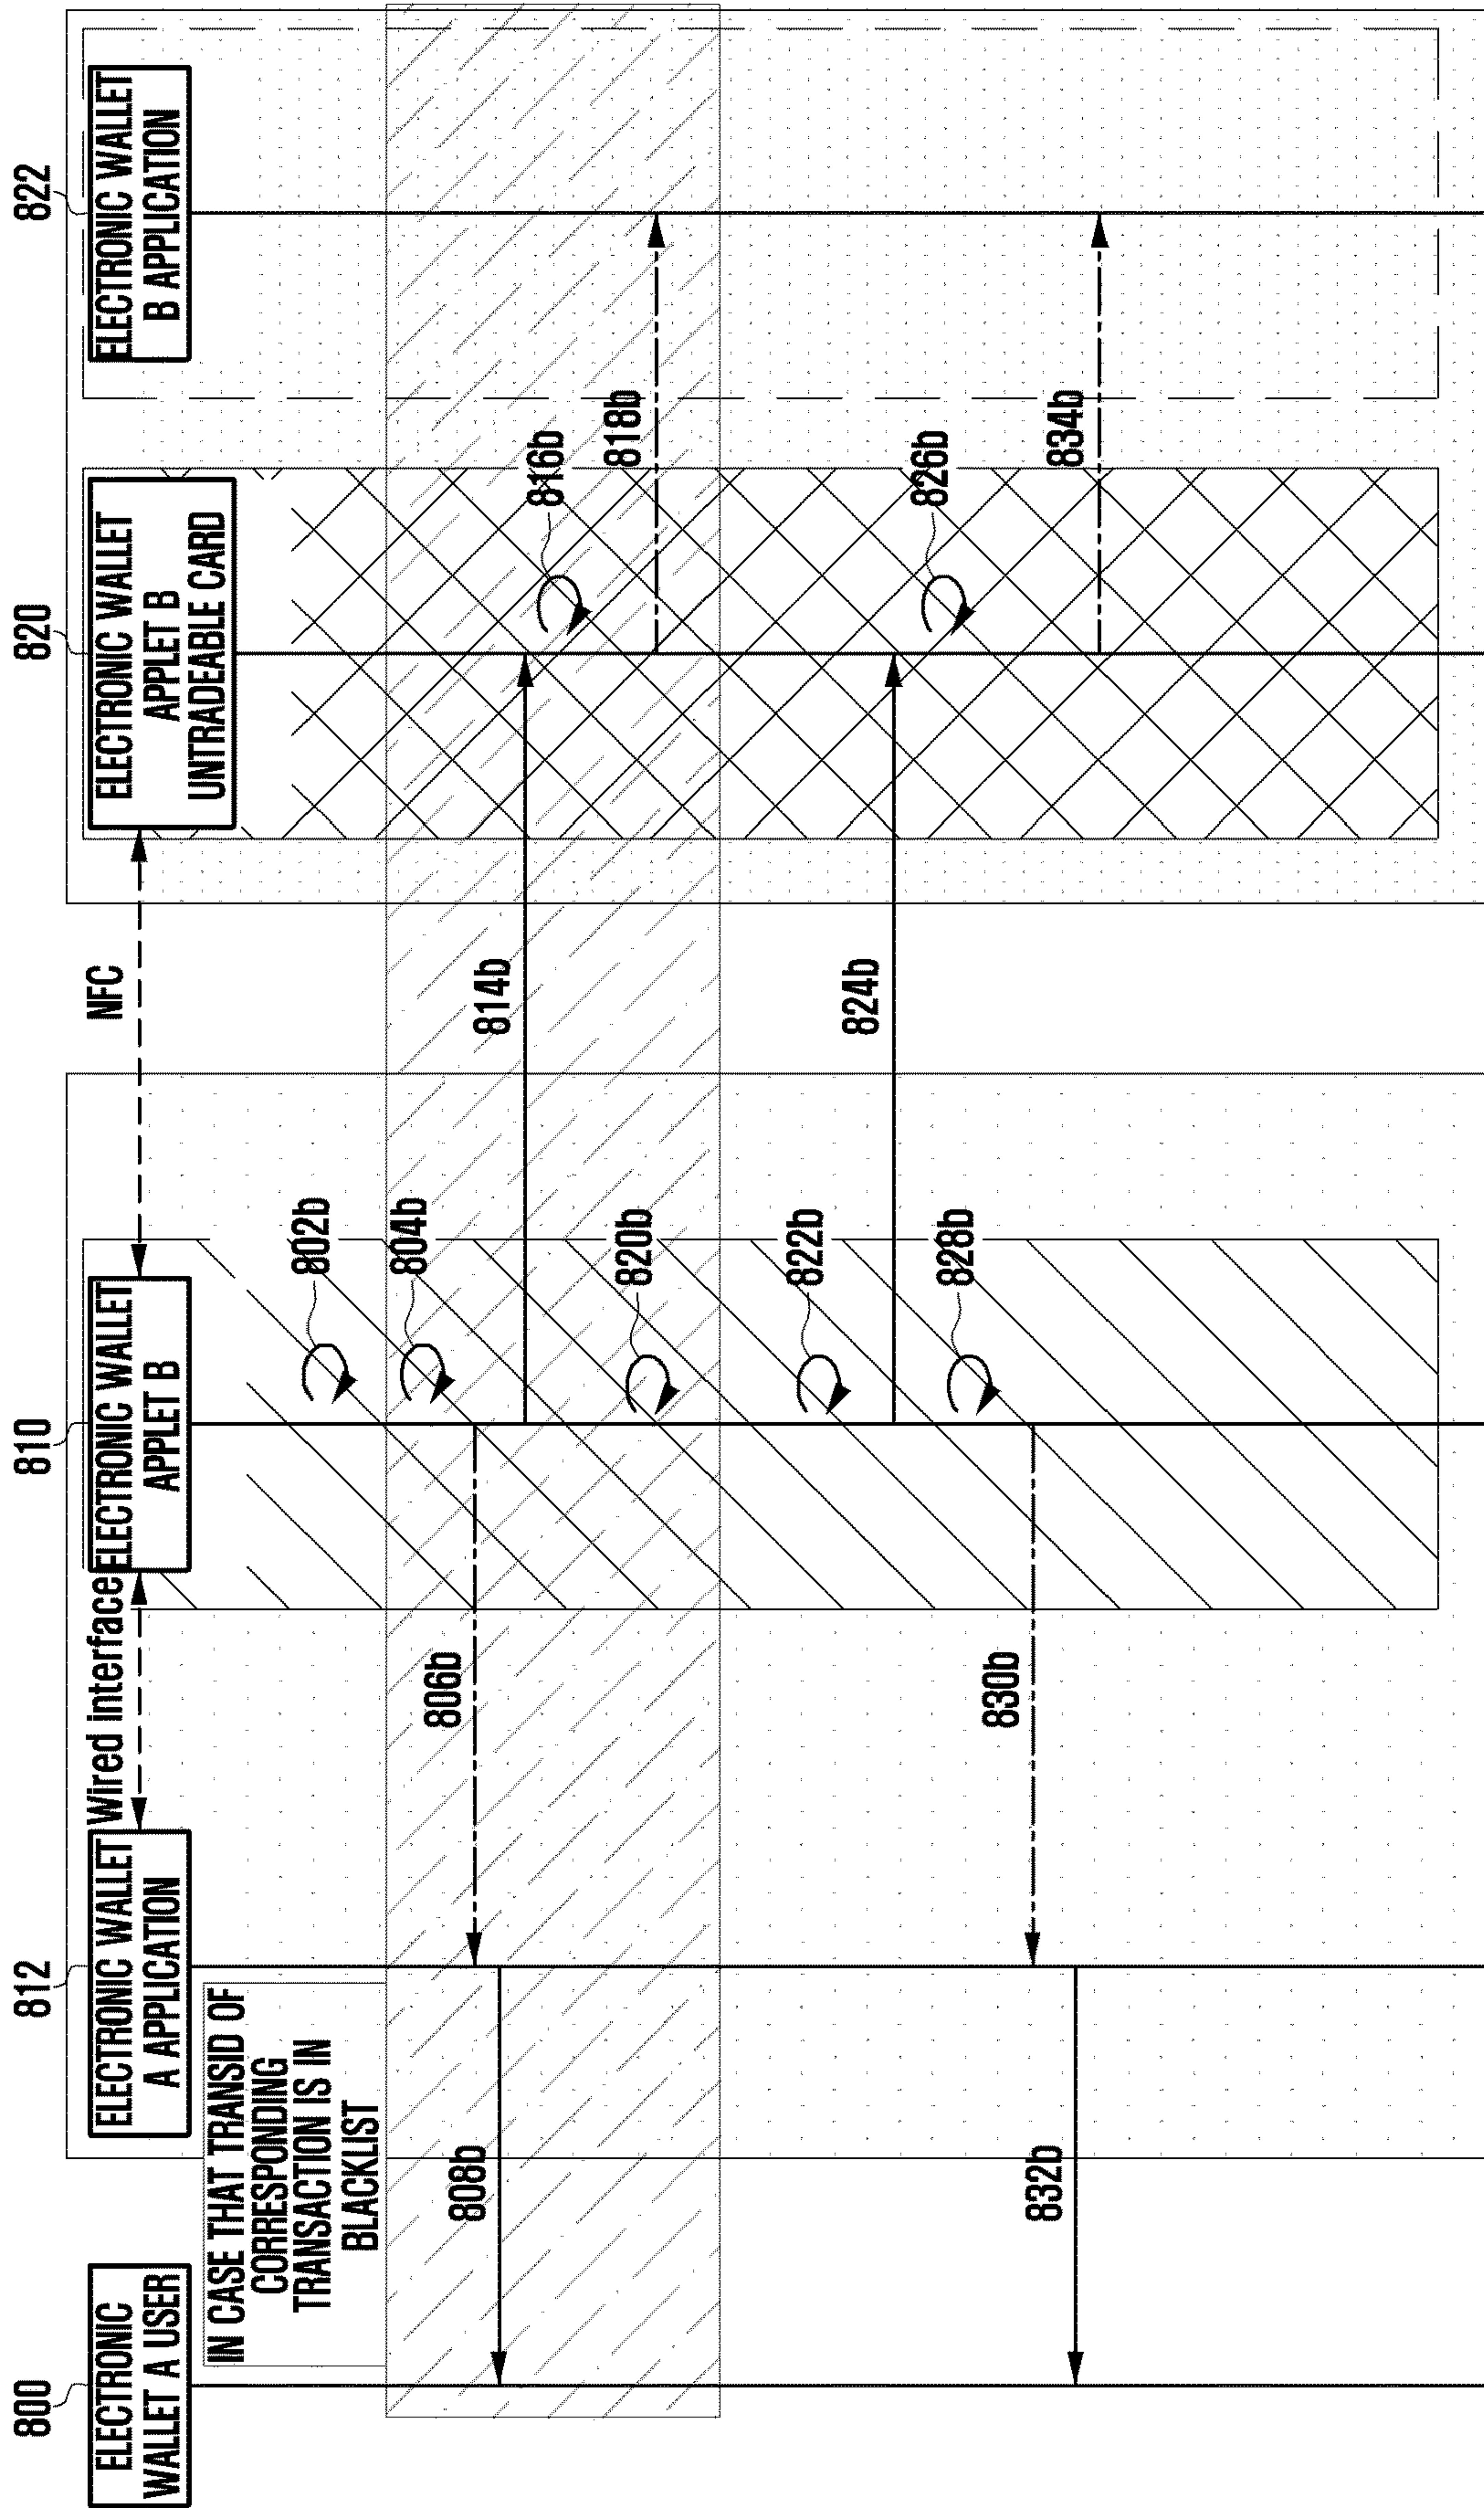 800
812
810
820
822
ELECTRONIC
WALLET A USER
ELECTRONIC WALLET
A APPLICATION
Wired interface
ELECTRONIC WALLET
APPLET B
NFC
ELECTRONIC WALLET
APPLET B
UNTRADEABLE CARD
ELECTRONIC WALLET
B APPLICATION
IN CASE THAT TRANSID OF
CORRESPONDING
TRANSACTION IS IN
BLACKLIST
802b
804b
806b
808b
814b
816b
818b
820b
822b
824b
826b
828b
830b
832b
834b